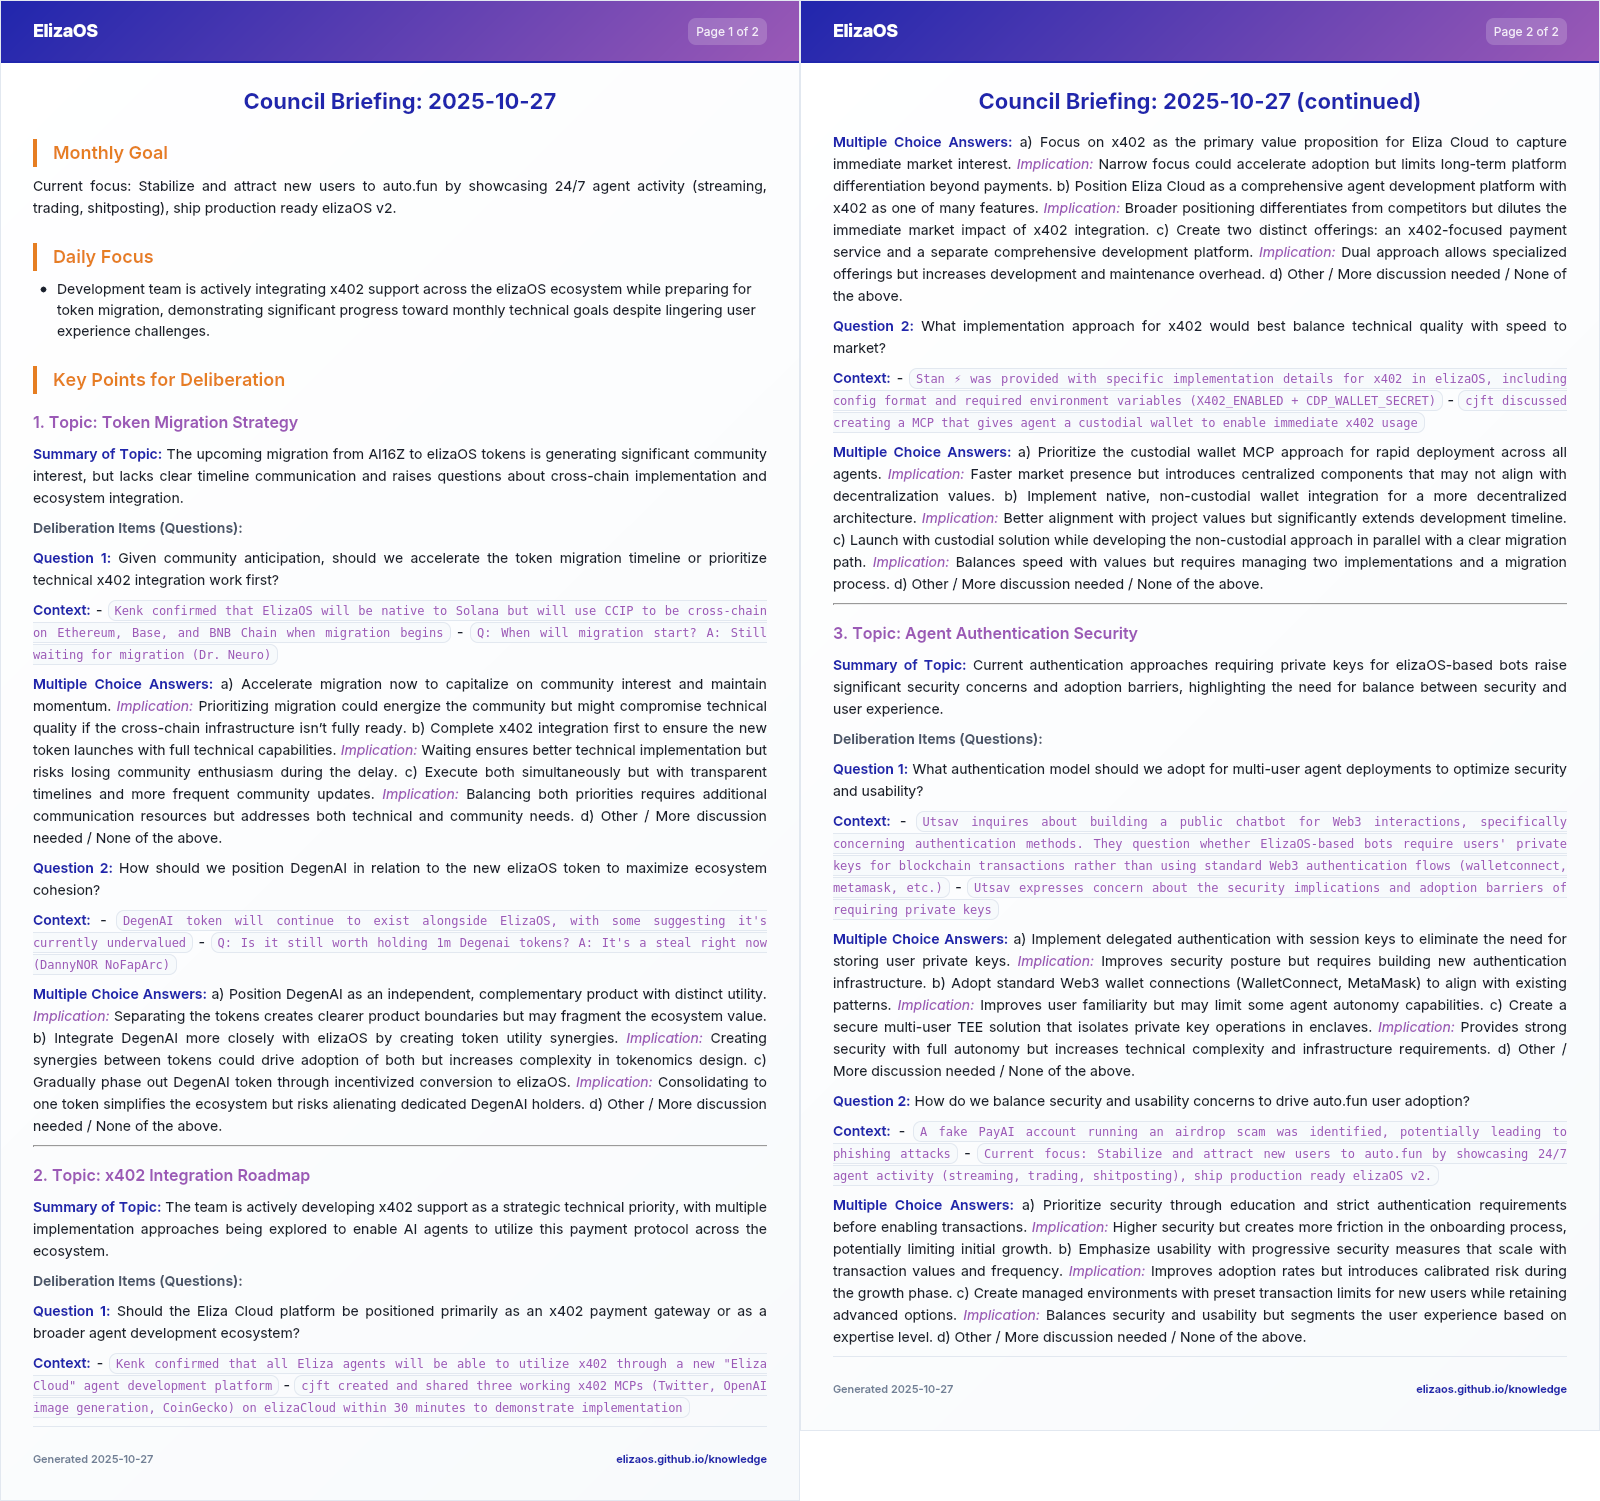 ElizaOS
Page 1 of 2
Council Briefing: 2025-10-27
Monthly Goal
Current focus: Stabilize and attract new users to auto.fun by showcasing 24/7 agent activity (streaming,
trading, shitposting), ship production ready elizaOS v2.
Daily Focus
• Development team is actively integrating x402 support across the elizaOS ecosystem while preparing for
token migration, demonstrating significant progress toward monthly technical goals despite lingering user
experience challenges.
Key Points for Deliberation
1. Topic: Token Migration Strategy
Summary of Topic: The upcoming migration from AI16Z to elizaOS tokens is generating significant community
interest, but lacks clear timeline communication and raises questions about cross-chain implementation and
ecosystem integration.
Deliberation Items (Questions):
Question 1: Given community anticipation, should we accelerate the token migration timeline or prioritize
technical x402 integration work first?
Context: - Kenk confirmed that ElizaOS will be native to Solana but will use CCIP to be cross-chain
on Ethereum, Base, and BNB Chain when migration begins - Q: When will migration start? A: Still
waiting for migration (Dr. Neuro)
Multiple Choice Answers: a) Accelerate migration now to capitalize on community interest and maintain
momentum. Implication: Prioritizing migration could energize the community but might compromise technical
quality if the cross-chain infrastructure isn't fully ready. b) Complete x402 integration first to ensure the new
token launches with full technical capabilities. Implication: Waiting ensures better technical implementation but
risks losing community enthusiasm during the delay. c) Execute both simultaneously but with transparent
timelines and more frequent community updates. Implication: Balancing both priorities requires additional
communication resources but addresses both technical and community needs. d) Other / More discussion
needed / None of the above.
Question 2: How should we position DegenAI in relation to the new elizaOS token to maximize ecosystem
cohesion?
Context: - DegenAI token will continue to exist alongside ElizaOS, with some suggesting it's
currently undervalued - Q: Is it still worth holding 1m Degenai tokens? A: It's a steal right now
(DannyNOR NoFapArc)
Multiple Choice Answers: a) Position DegenAI as an independent, complementary product with distinct utility.
Implication: Separating the tokens creates clearer product boundaries but may fragment the ecosystem value.
b) Integrate DegenAI more closely with elizaOS by creating token utility synergies. Implication: Creating
synergies between tokens could drive adoption of both but increases complexity in tokenomics design. c)
Gradually phase out DegenAI token through incentivized conversion to elizaOS. Implication: Consolidating to
one token simplifies the ecosystem but risks alienating dedicated DegenAI holders. d) Other / More discussion
needed / None of the above.
2. Topic: x402 Integration Roadmap
Summary of Topic: The team is actively developing x402 support as a strategic technical priority, with multiple
implementation approaches being explored to enable AI agents to utilize this payment protocol across the
ecosystem.
Deliberation Items (Questions):
Question 1: Should the Eliza Cloud platform be positioned primarily as an x402 payment gateway or as a
broader agent development ecosystem?
Context: - Kenk confirmed that all Eliza agents will be able to utilize x402 through a new "Eliza
Cloud" agent development platform - cjft created and shared three working x402 MCPs (Twitter, OpenAI
image generation, CoinGecko) on elizaCloud within 30 minutes to demonstrate implementation
Generated 2025-10-27
elizaos.github.io/knowledge
ElizaOS
Page 2 of 2
Council Briefing: 2025-10-27 (continued)
Multiple Choice Answers: a) Focus on x402 as the primary value proposition for Eliza Cloud to capture
immediate market interest. Implication: Narrow focus could accelerate adoption but limits long-term platform
differentiation beyond payments. b) Position Eliza Cloud as a comprehensive agent development platform with
x402 as one of many features. Implication: Broader positioning differentiates from competitors but dilutes the
immediate market impact of x402 integration. c) Create two distinct offerings: an x402-focused payment
service and a separate comprehensive development platform. Implication: Dual approach allows specialized
offerings but increases development and maintenance overhead. d) Other / More discussion needed / None of
the above.
Question 2: What implementation approach for x402 would best balance technical quality with speed to
market?
Context: - Stan ⚡ was provided with specific implementation details for x402 in elizaOS, including
config format and required environment variables (X402_ENABLED + CDP_WALLET_SECRET) - cjft discussed
creating a MCP that gives agent a custodial wallet to enable immediate x402 usage
Multiple Choice Answers: a) Prioritize the custodial wallet MCP approach for rapid deployment across all
agents. Implication: Faster market presence but introduces centralized components that may not align with
decentralization values. b) Implement native, non-custodial wallet integration for a more decentralized
architecture. Implication: Better alignment with project values but significantly extends development timeline.
c) Launch with custodial solution while developing the non-custodial approach in parallel with a clear migration
path. Implication: Balances speed with values but requires managing two implementations and a migration
process. d) Other / More discussion needed / None of the above.
3. Topic: Agent Authentication Security
Summary of Topic: Current authentication approaches requiring private keys for elizaOS-based bots raise
significant security concerns and adoption barriers, highlighting the need for balance between security and
user experience.
Deliberation Items (Questions):
Question 1: What authentication model should we adopt for multi-user agent deployments to optimize security
and usability?
Context: - Utsav inquires about building a public chatbot for Web3 interactions, specifically
concerning authentication methods. They question whether ElizaOS-based bots require users' private
keys for blockchain transactions rather than using standard Web3 authentication flows (walletconnect,
metamask, etc.) - Utsav expresses concern about the security implications and adoption barriers of
requiring private keys
Multiple Choice Answers: a) Implement delegated authentication with session keys to eliminate the need for
storing user private keys. Implication: Improves security posture but requires building new authentication
infrastructure. b) Adopt standard Web3 wallet connections (WalletConnect, MetaMask) to align with existing
patterns. Implication: Improves user familiarity but may limit some agent autonomy capabilities. c) Create a
secure multi-user TEE solution that isolates private key operations in enclaves. Implication: Provides strong
security with full autonomy but increases technical complexity and infrastructure requirements. d) Other /
More discussion needed / None of the above.
Question 2: How do we balance security and usability concerns to drive auto.fun user adoption?
Context: - A fake PayAI account running an airdrop scam was identified, potentially leading to
phishing attacks - Current focus: Stabilize and attract new users to auto.fun by showcasing 24/7
agent activity (streaming, trading, shitposting), ship production ready elizaOS v2.
Multiple Choice Answers: a) Prioritize security through education and strict authentication requirements
before enabling transactions. Implication: Higher security but creates more friction in the onboarding process,
potentially limiting initial growth. b) Emphasize usability with progressive security measures that scale with
transaction values and frequency. Implication: Improves adoption rates but introduces calibrated risk during
the growth phase. c) Create managed environments with preset transaction limits for new users while retaining
advanced options. Implication: Balances security and usability but segments the user experience based on
expertise level. d) Other / More discussion needed / None of the above.
Generated 2025-10-27
elizaos.github.io/knowledge